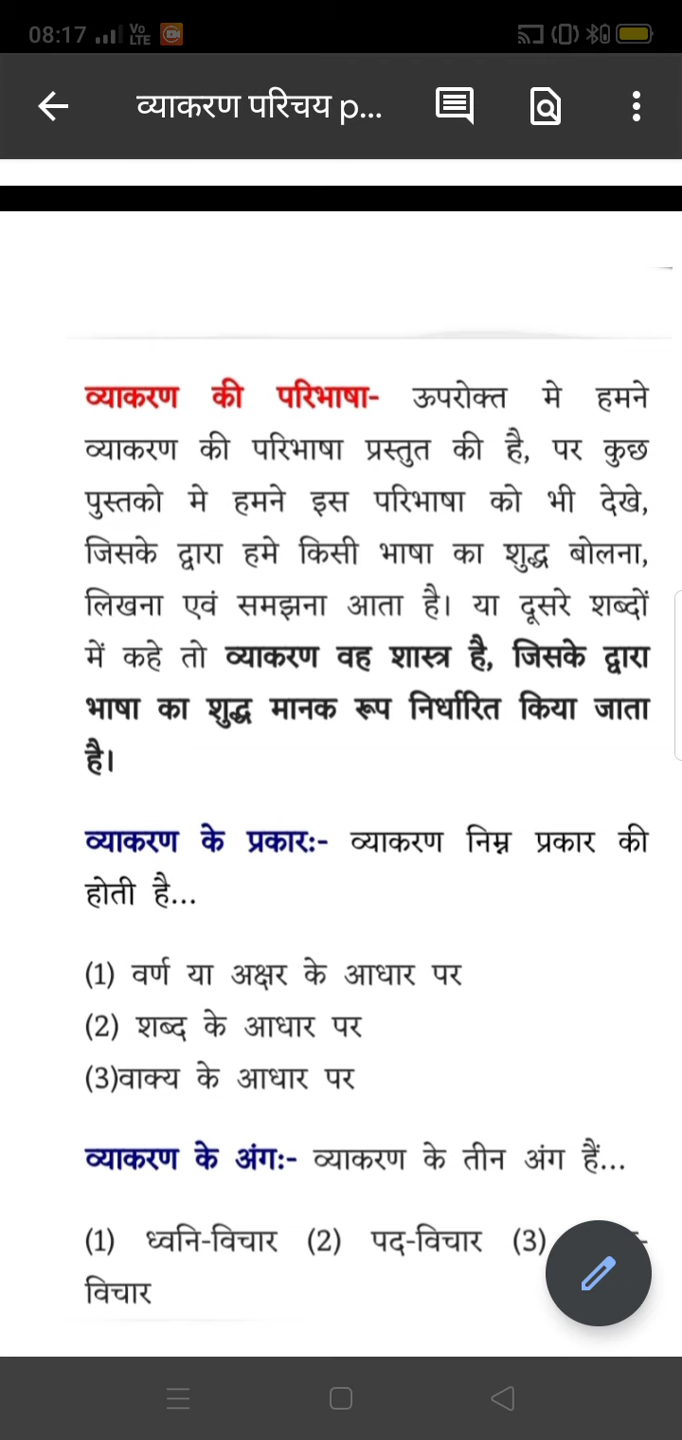 08:17 Vo LTE
व्याकरण परिचय p...
व्याकरण की परिभाषा- ऊपरोक्त मे हमने
व्याकरण की परिभाषा प्रस्तुत की है, पर कुछ
पुस्तको मे हमने इस परिभाषा को भी देखे,
जिसके द्वारा हमे किसी भाषा का शुद्ध बोलना,
लिखना एवं समझना आता है। या दूसरे शब्दों
में कहे तो व्याकरण वह शास्त्र है, जिसके द्वारा
भाषा का शुद्ध मानक रूप निर्धारित किया जाता
है।
व्याकरण के प्रकार:- व्याकरण निम्न प्रकार की
होती है...
(1) वर्ण या अक्षर के आधार पर
(2) शब्द के आधार पर
(3)वाक्य के आधार पर
व्याकरण के अंग:- व्याकरण के तीन अंग हैं...
(1) ध्वनि-विचार (2) पद-विचार (3)
विचार